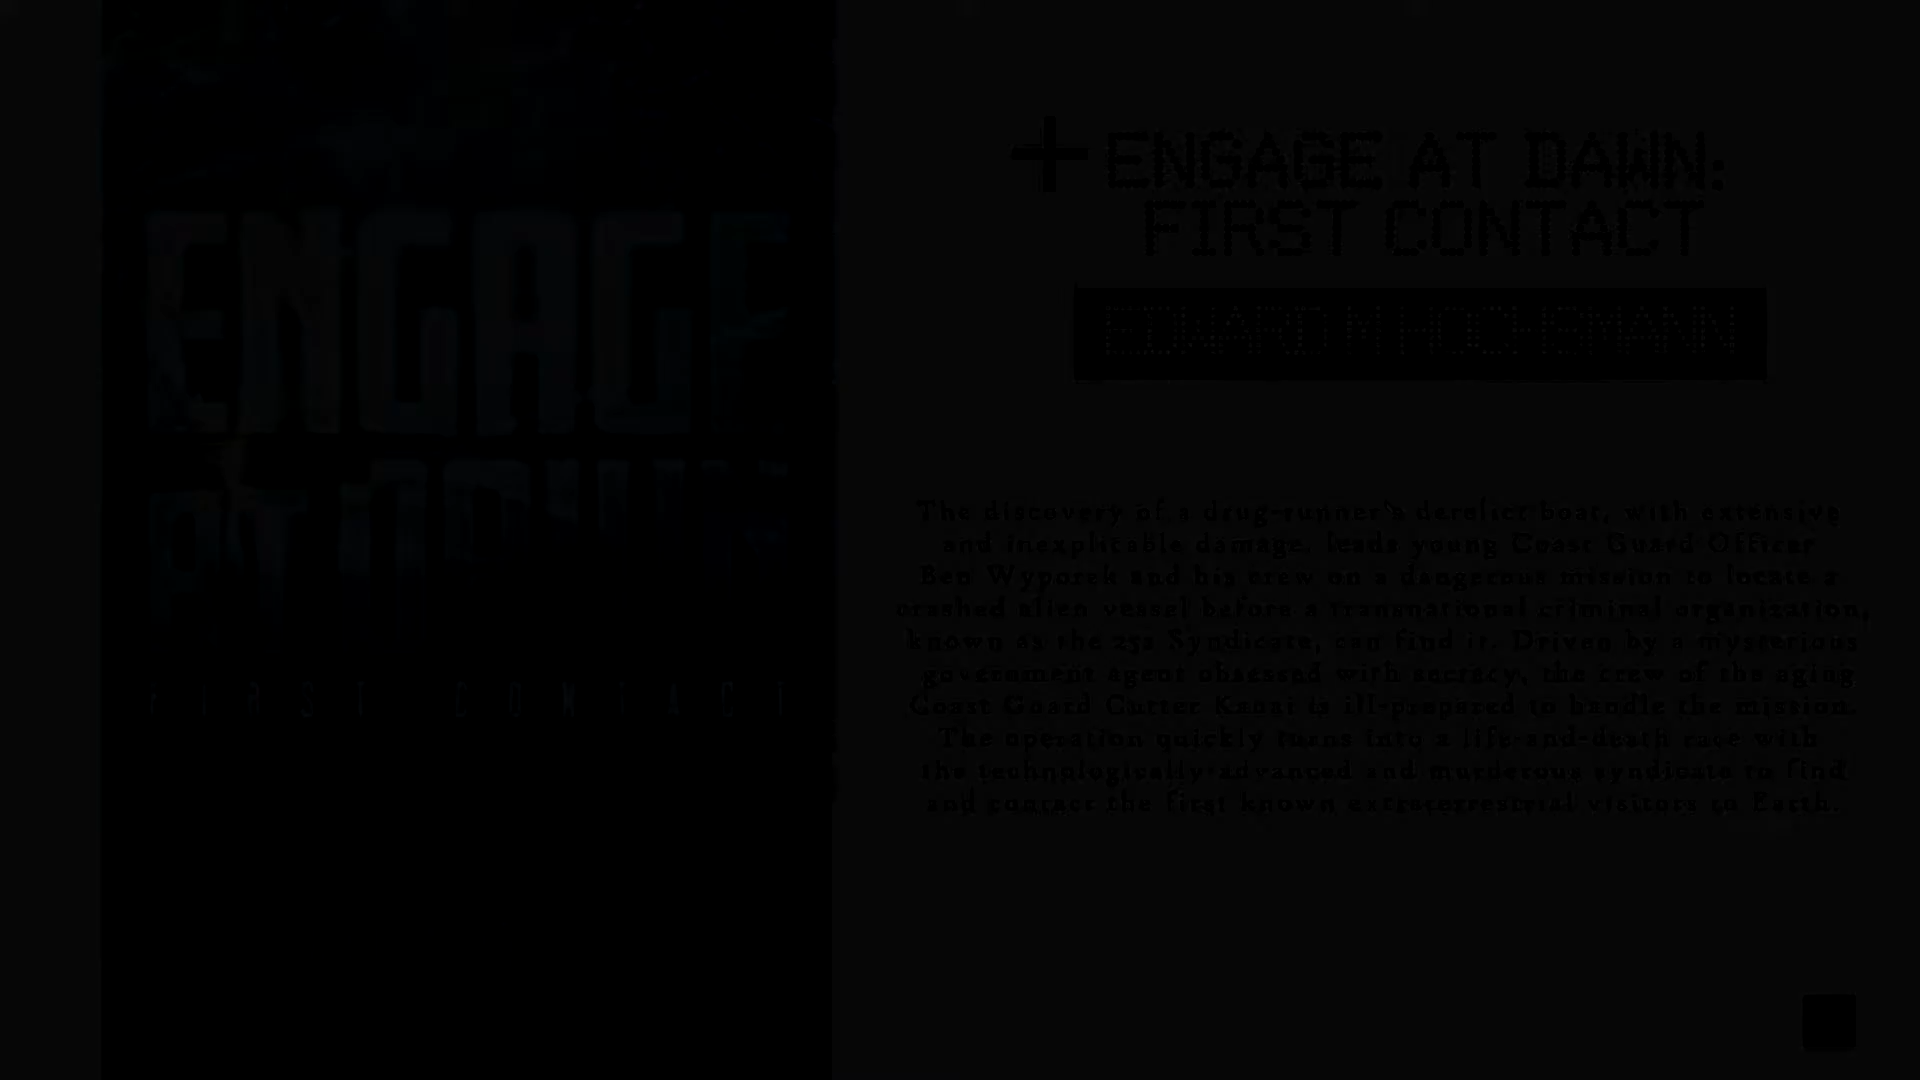 ENGAGE
AT DAWN
FIRST CONTACT
+ ENGAGE AT DAWN:
FIRST CONTACT
EDWARD M HOCHSMANN
The discovery of a drug-runner's derelict boat, with extensive
and inexplicable damage, leads young Coast Guard Officer
Ben Wyporek and his crew on a dangerous mission to locate a
crashed alien vessel before a transnational criminal organization,
known as the 252 Syndicate, can find it. Driven by a mysterious
government agent obsessed with secrecy, the crew of the aging
Coast Guard Cutter Kauai is ill-prepared to handle the mission.
The operation quickly turns into a life-and-death race with
the technologically-advanced and murderous syndicate to find
and contact the first known extraterrestrial visitors to Earth.